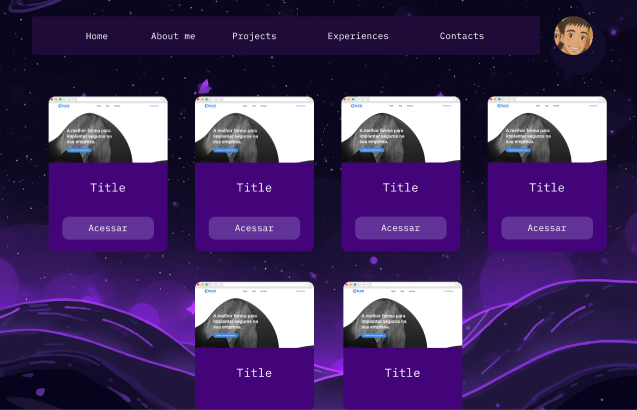 Home
About me
Projects
Experiences
Contacts
A melhor forma para
implantar seguros na
sua empresa.
Title
Acessar
A melhor forma para
implantar seguros na
sua empresa.
Title
Acessar
A melhor forma para
implantar seguros na
sua empresa.
Title
Acessar
A melhor forma para
implantar seguros na
sua empresa.
Title
Acessar
A melhor forma para
implantar seguros na
sua empresa.
Title
A melhor forma para
implantar seguros na
sua empresa.
Title